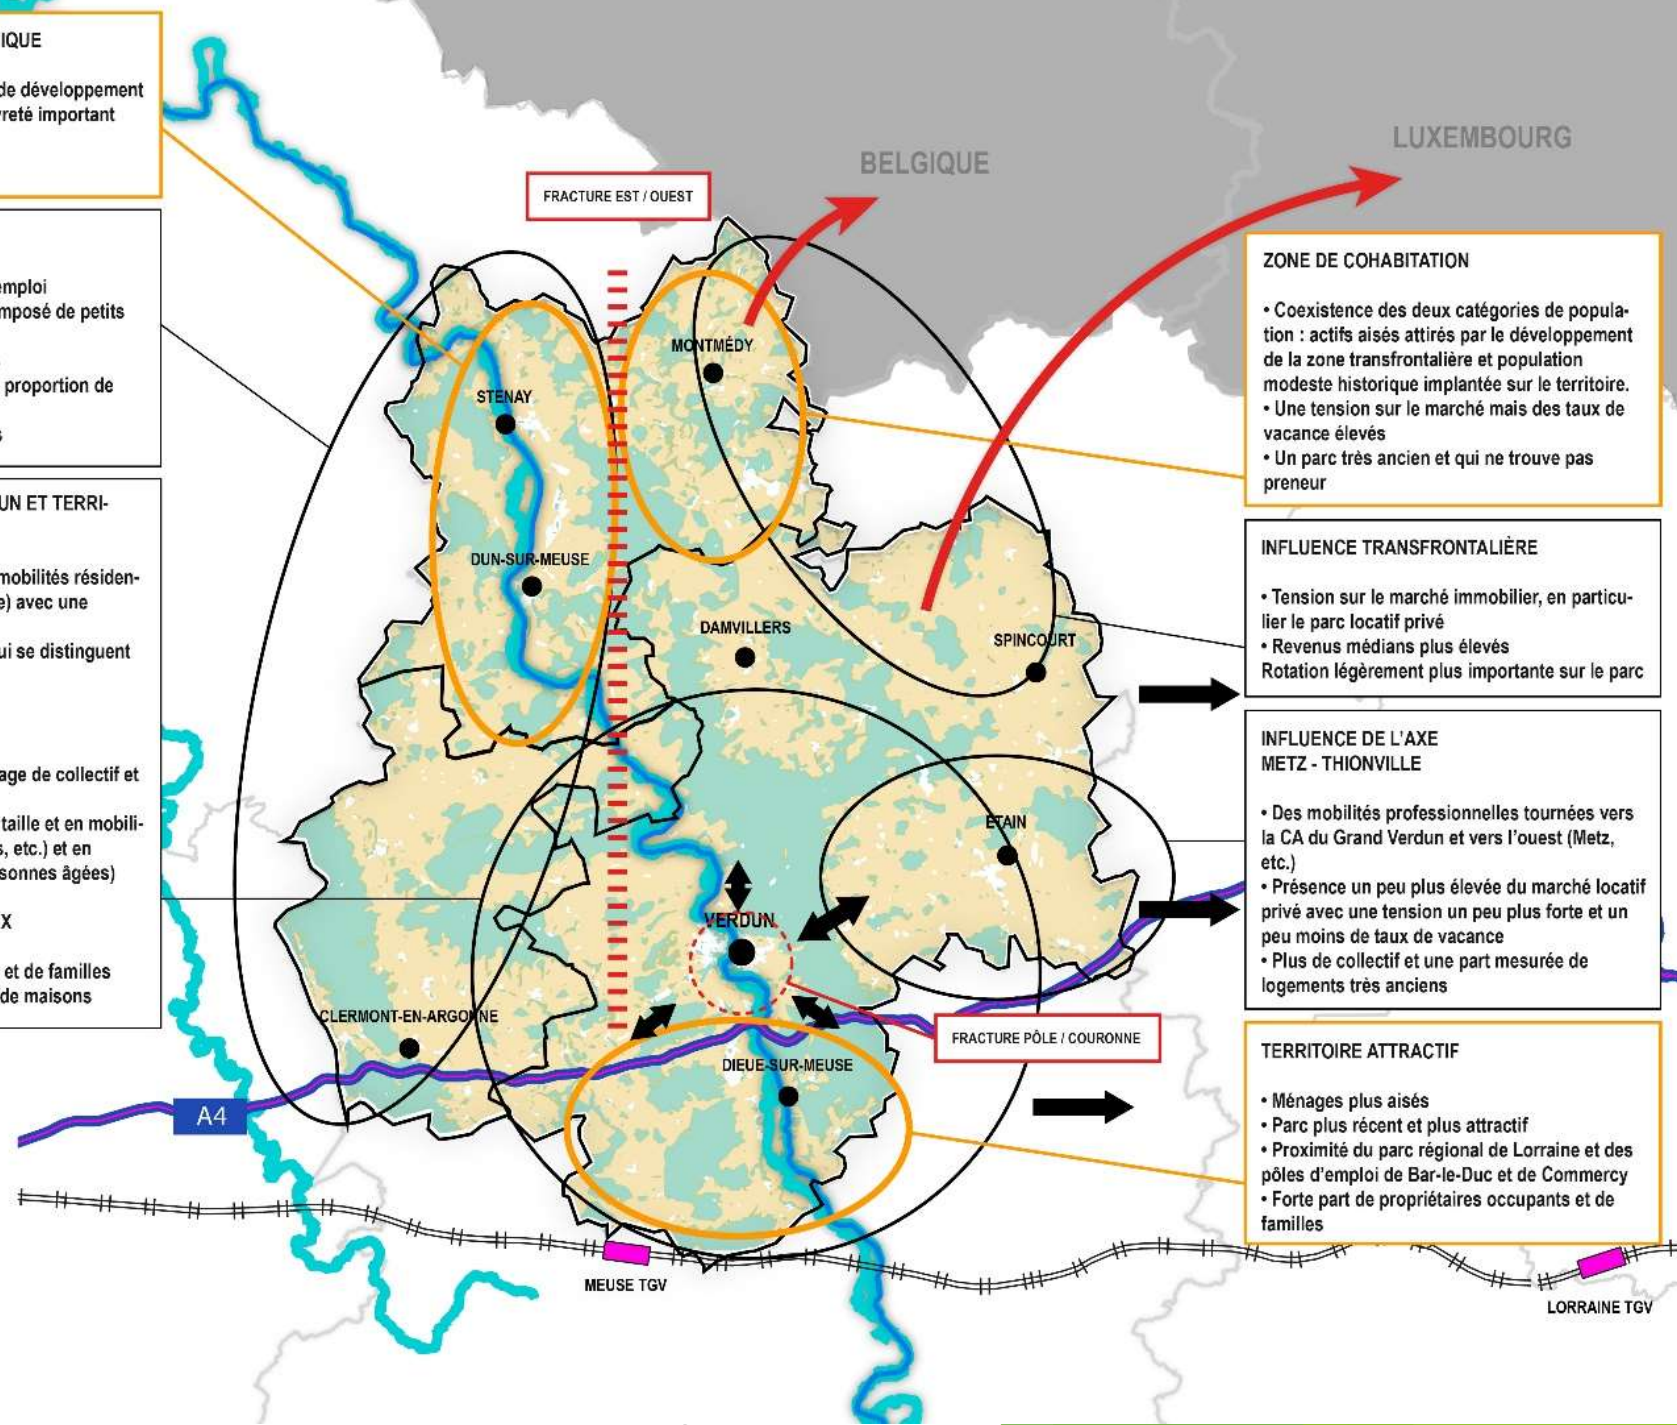 IQUE
de développement
reté important
emploi
mposé de petits
proportion de
s
UN ET TERRI-
mobilités résiden-
e) avec une
ui se distinguent
age de collectif et
taille et en mobili-
s, etc.) et en
sonnes âgées)
X
et de familles
de maisons
FRACTURE EST / OUEST
BELGIQUE
LUXEMBOURG
MONTMÉDY
STENAY
DUN-SUR-MEUSE
DAMVILLERS
SPINCOURT
ETAIN
VERDUN
CLERMONT-EN-ARGONNE
DIEUE-SUR-MEUSE
FRACTURE PÔLE / COURONNE
A4
MEUSE TGV
LORRAINE TGV
ZONE DE COHABITATION
• Coexistence des deux catégories de popula-
tion : actifs aisés attirés par le développement
de la zone transfrontalière et population
modeste historique implantée sur le territoire.
• Une tension sur le marché mais des taux de
vacance élevés
• Un parc très ancien et qui ne trouve pas
preneur
INFLUENCE TRANSFRONTALIÈRE
• Tension sur le marché immobilier, en particu-
lier le parc locatif privé
• Revenus médians plus élevés
Rotation légèrement plus importante sur le parc
INFLUENCE DE L'AXE
METZ - THIONVILLE
• Des mobilités professionnelles tournées vers
la CA du Grand Verdun et vers l'ouest (Metz,
etc.)
• Présence un peu plus élevée du marché locatif
privé avec une tension un peu plus forte et un
peu moins de taux de vacance
• Plus de collectif et une part mesurée de
logements très anciens
TERRITOIRE ATTRACTIF
• Ménages plus aisés
• Parc plus récent et plus attractif
• Proximité du parc régional de Lorraine et des
pôles d'emploi de Bar-le-Duc et de Commercy
• Forte part de propriétaires occupants et de
familles